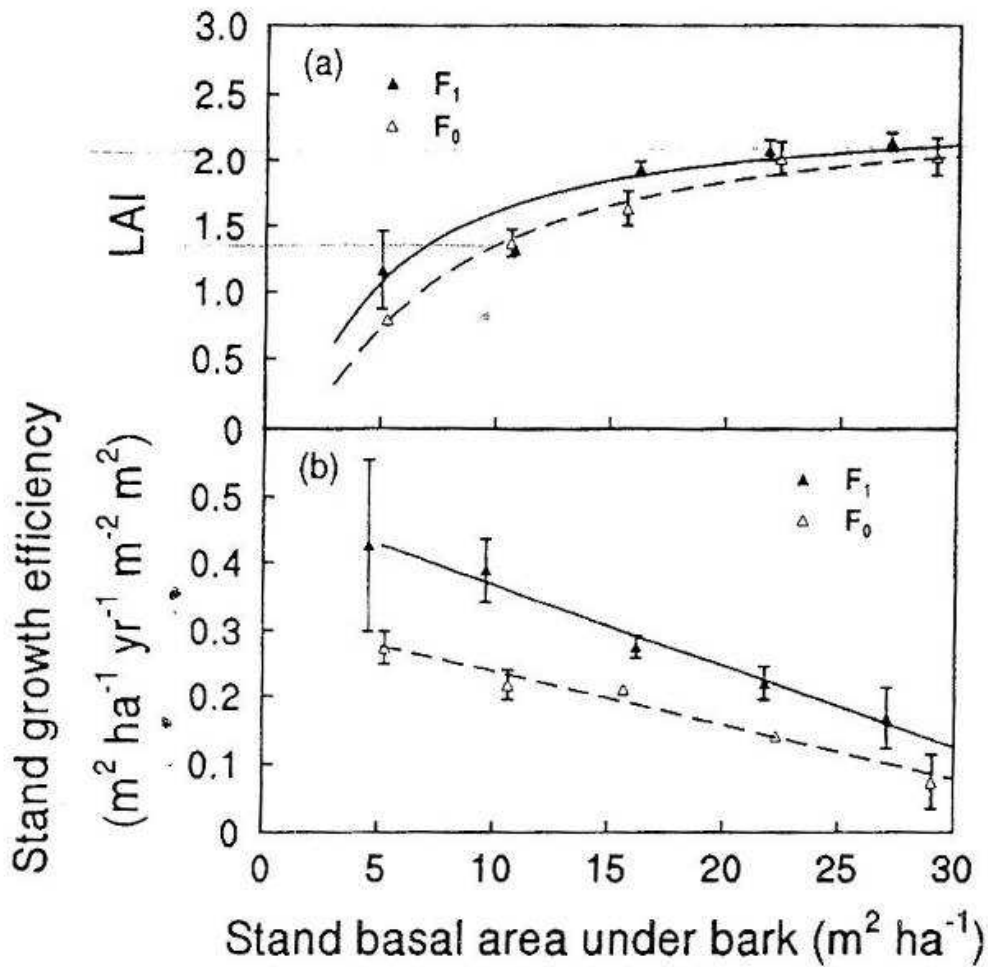 3.0
(a)
▲ F₁
2.5
△ F₀
2.0
LAI
1.5
1.0
0.5
0
(b)
▲ F₁
0.5
△ F₀
0.4
0.3
0.2
0.1
0
Stand growth efficiency
(m² ha⁻¹ yr⁻¹ m⁻² m²)
0 5 10 15 20 25 30
Stand basal area under bark (m² ha⁻¹)